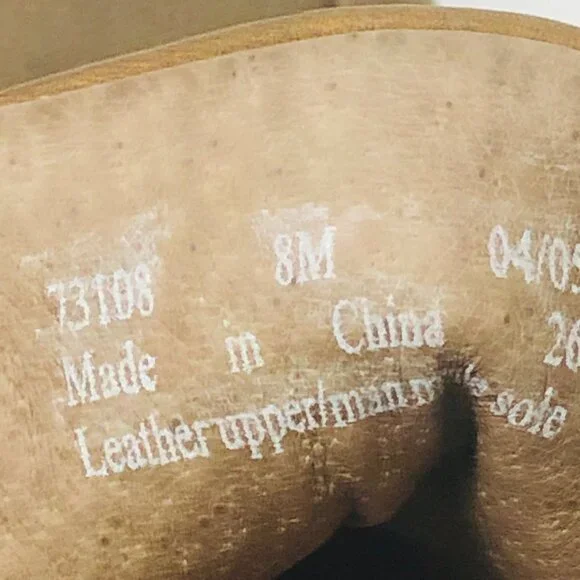 73108 8M 04/05
Made in China 26
Leather upper/man made sole